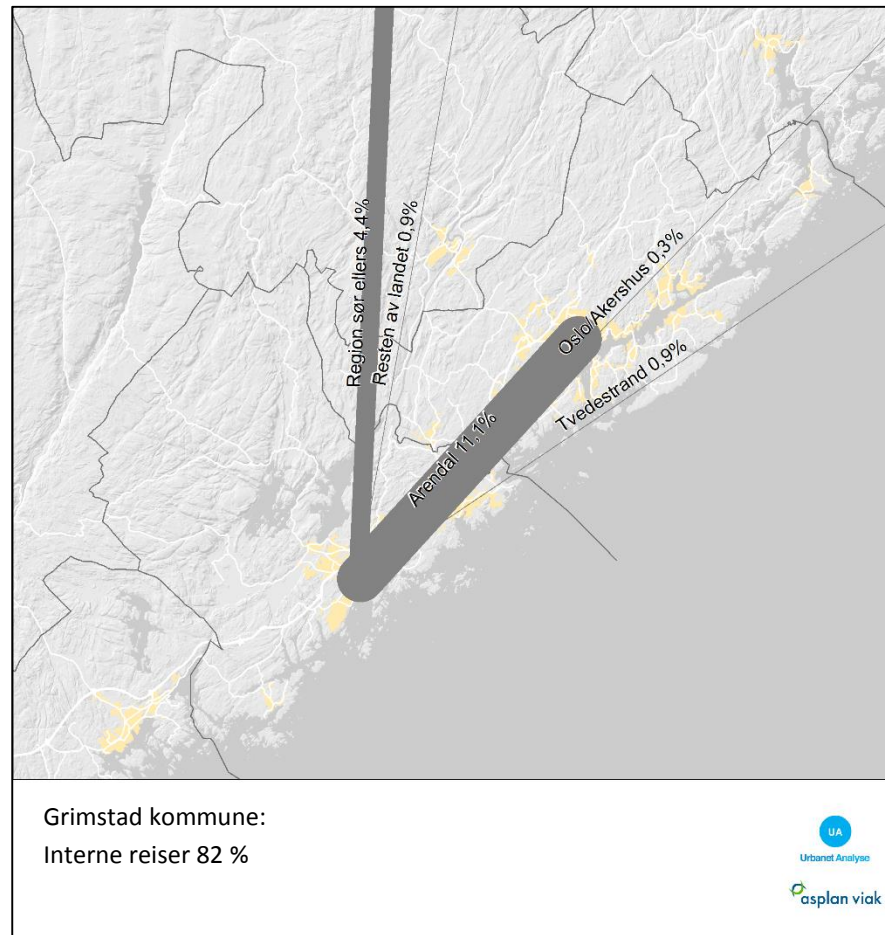 Region sør ellers 4,4%
Resten av landet 0,9%
Oslo/Akershus 0,3%
Tvedestrand 0,9%
Arendal 11,1%
Grimstad kommune:
Interne reiser 82 %
UA
Urbanet Analyse
asplan viak